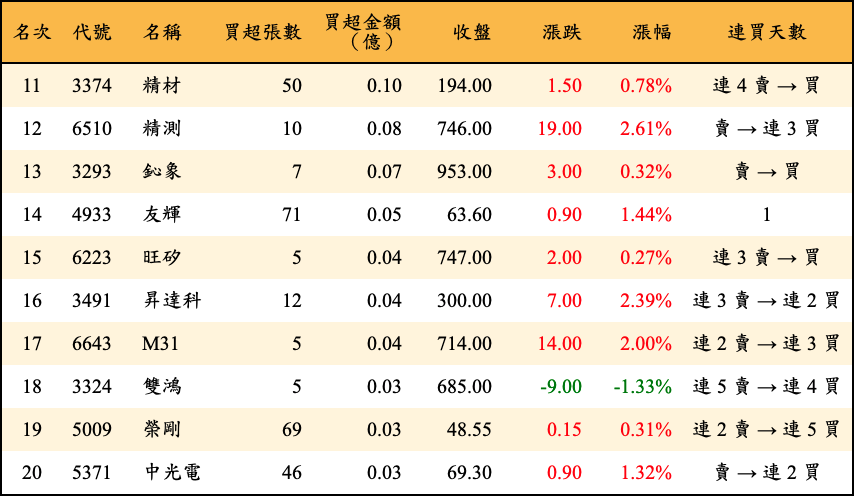 名次 代號 名稱 買超張數 買超金額（億） 收盤 漲跌 漲幅 連買天數
11 3374 精材 50 0.10 194.00 1.50 0.78% 連 4 賣 → 買
12 6510 精測 10 0.08 746.00 19.00 2.61% 賣 → 連 3 買
13 3293 鈊象 7 0.07 953.00 3.00 0.32% 賣 → 買
14 4933 友輝 71 0.05 63.60 0.90 1.44% 1
15 6223 旺矽 5 0.04 747.00 2.00 0.27% 連 3 賣 → 買
16 3491 昇達科 12 0.04 300.00 7.00 2.39% 連 3 賣 → 連 2 買
17 6643 M31 5 0.04 714.00 14.00 2.00% 連 2 賣 → 連 3 買
18 3324 雙鴻 5 0.03 685.00 -9.00 -1.33% 連 5 賣 → 連 4 買
19 5009 榮剛 69 0.03 48.55 0.15 0.31% 連 2 賣 → 連 5 買
20 5371 中光電 46 0.03 69.30 0.90 1.32% 賣 → 連 2 買